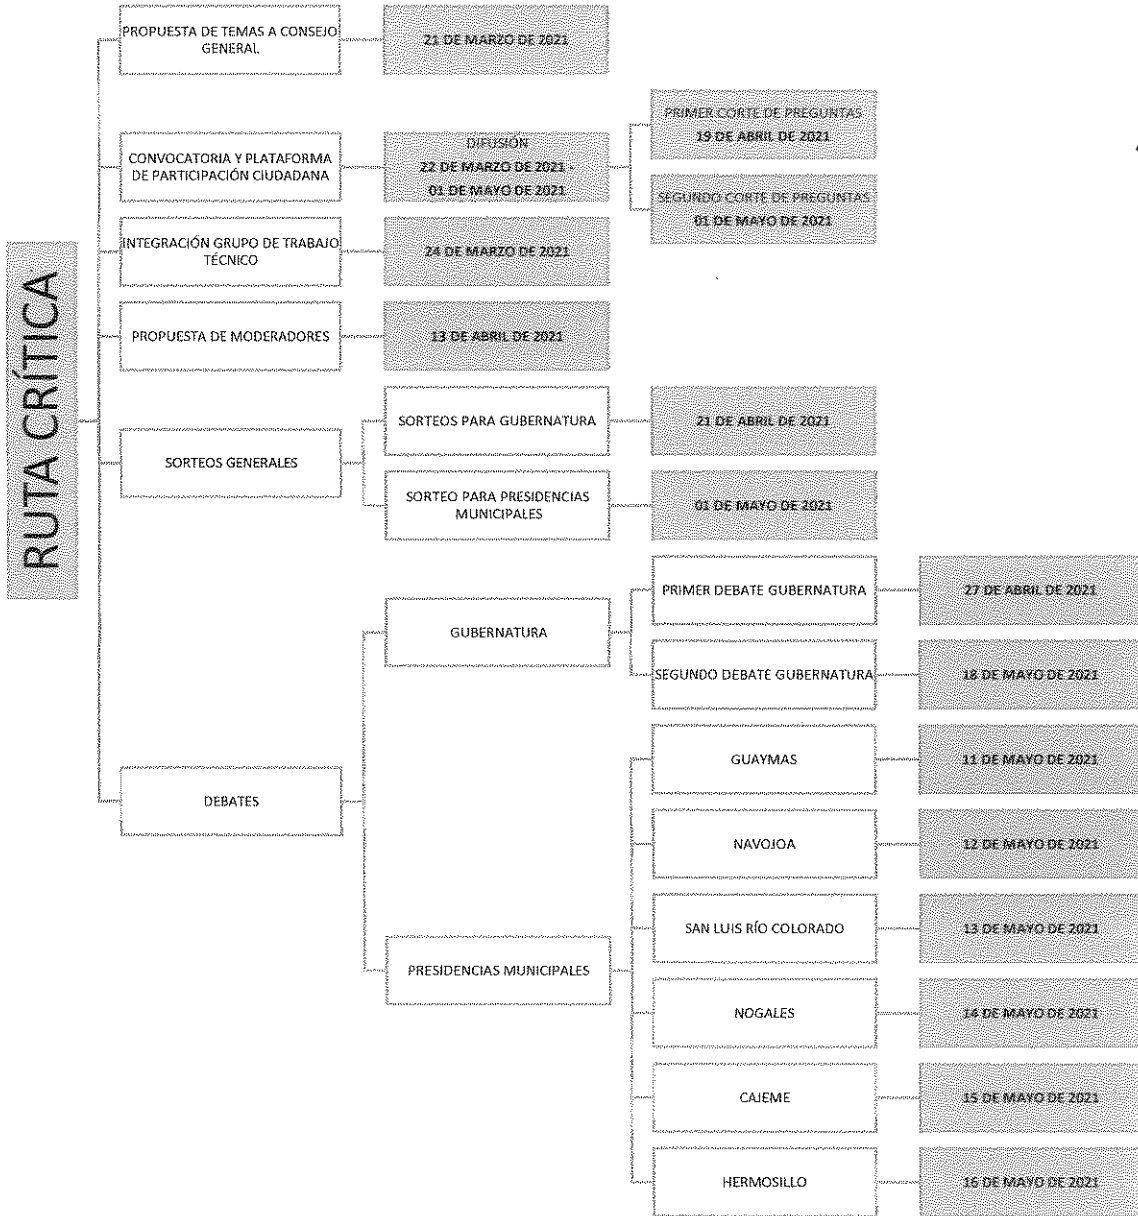 RUTA CRÍTICA
PROPUESTA DE TEMAS A CONSEJO
GENERAL
21 DE MARZO DE 2021
CONVOCATORIA Y PLATAFORMA
DE PARTICIPACIÓN CIUDADANA
DIFUSIÓN
22 DE MARZO DE 2021 -
01 DE MAYO DE 2021
PRIMER CORTE DE PREGUNTAS
19 DE ABRIL DE 2021
SEGUNDO CORTE DE PREGUNTAS
01 DE MAYO DE 2021
INTEGRACIÓN GRUPO DE TRABAJO
TÉCNICO
24 DE MARZO DE 2021
PROPUESTA DE MODERADORES
13 DE ABRIL DE 2021
SORTEOS GENERALES
SORTEOS PARA GUBERNATURA
21 DE ABRIL DE 2021
SORTEO PARA PRESIDENCIAS
MUNICIPALES
01 DE MAYO DE 2021
DEBATES
GUBERNATURA
PRIMER DEBATE GUBERNATURA
27 DE ABRIL DE 2021
SEGUNDO DEBATE GUBERNATURA
18 DE MAYO DE 2021
PRESIDENCIAS MUNICIPALES
GUAYMAS
11 DE MAYO DE 2021
NAVOJOA
12 DE MAYO DE 2021
SAN LUIS RÍO COLORADO
13 DE MAYO DE 2021
NOGALES
14 DE MAYO DE 2021
CAJEME
15 DE MAYO DE 2021
HERMOSILLO
16 DE MAYO DE 2021